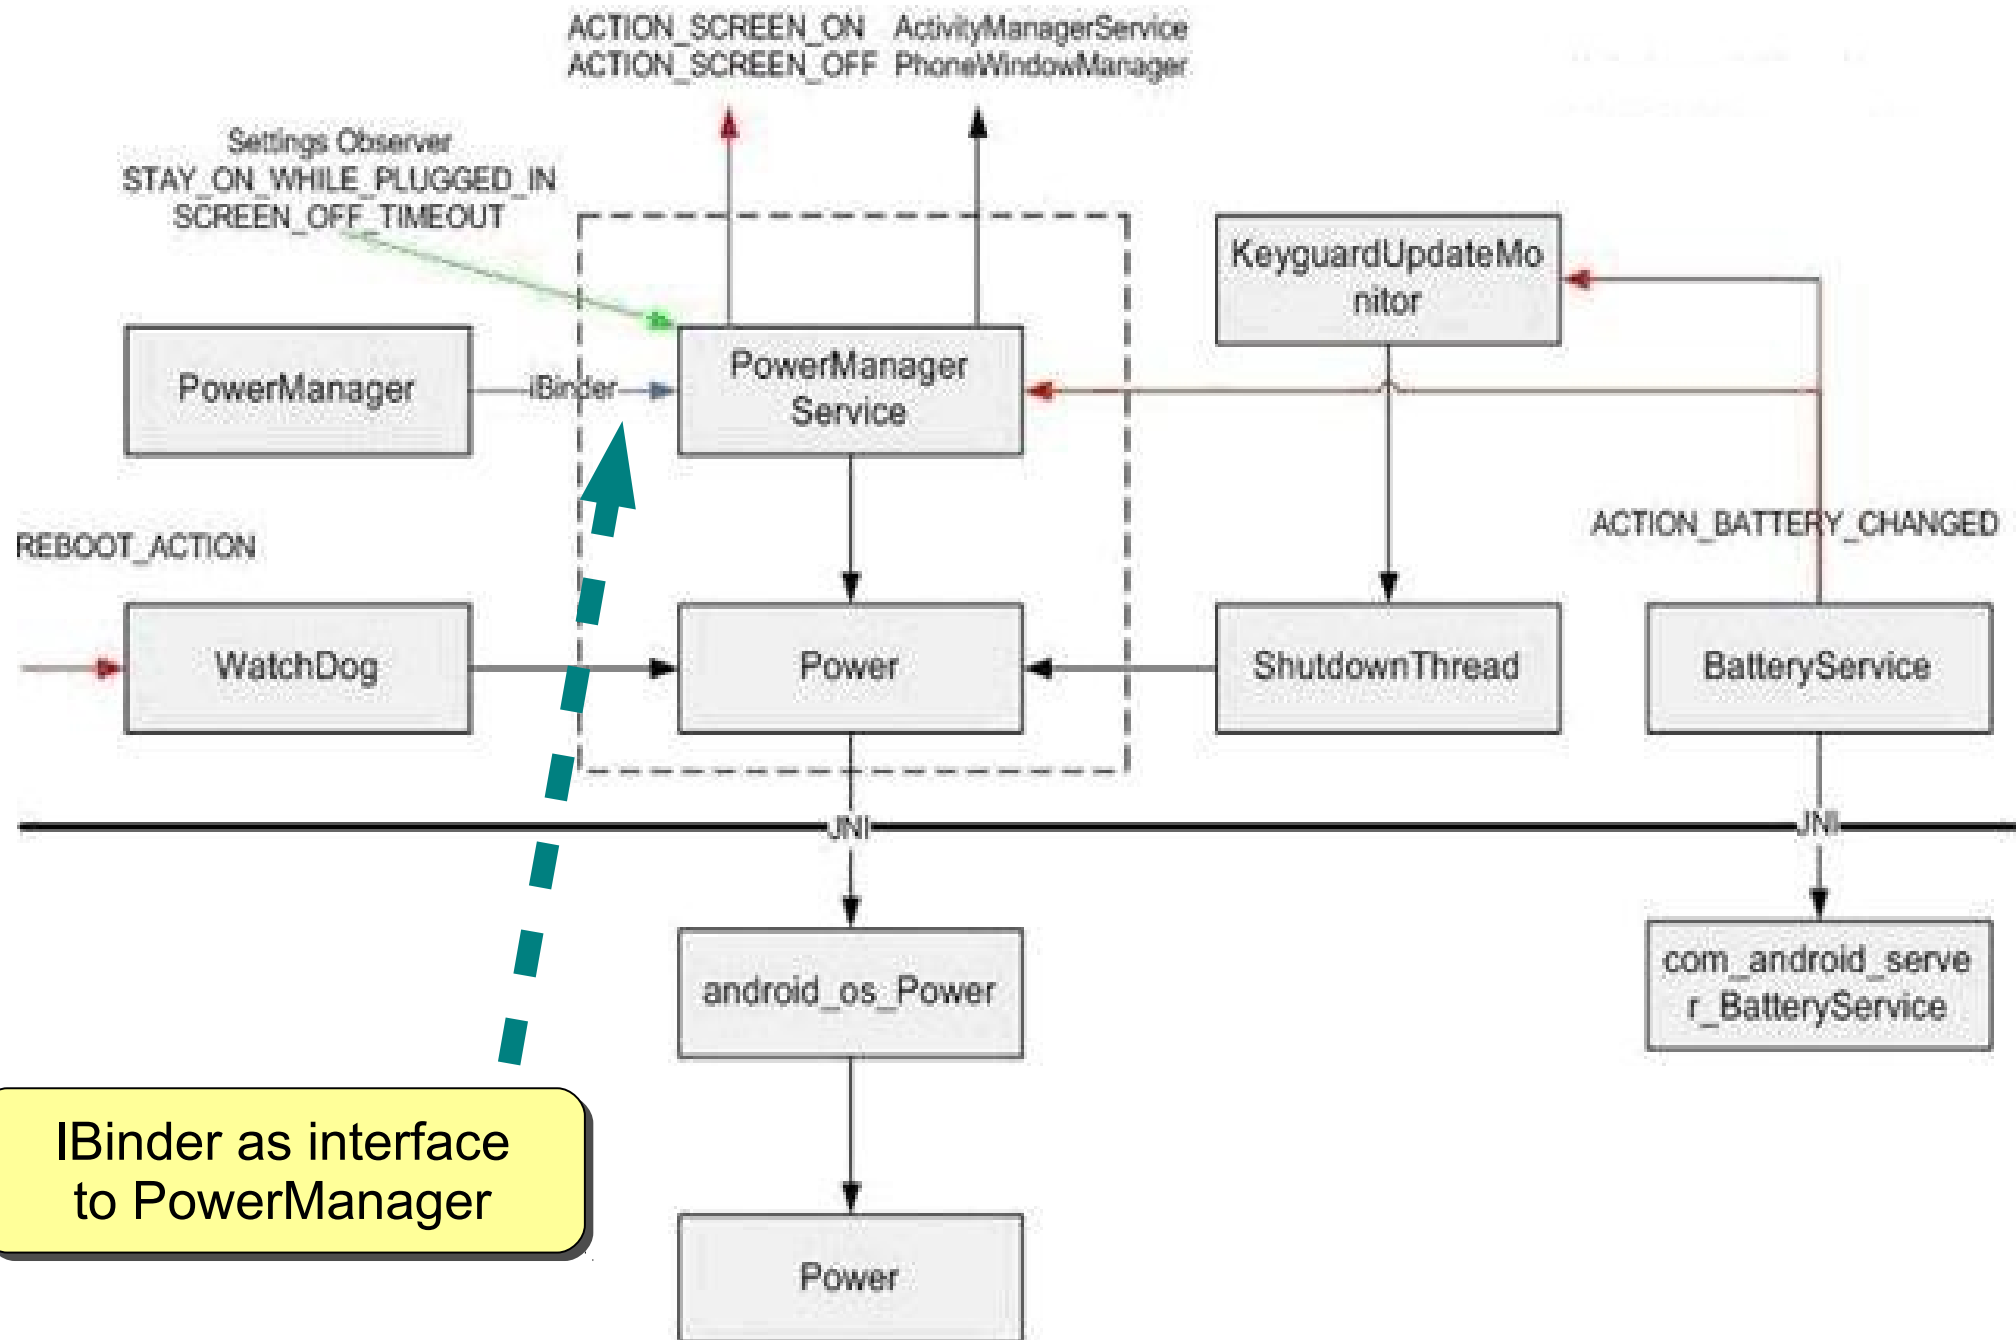 ACTION_SCREEN_ON ActivityManagerService
ACTION_SCREEN_OFF PhoneWindowManager
Settings Observer
STAY_ON_WHILE_PLUGGED_IN
SCREEN_OFF_TIMEOUT
KeyguardUpdateMo
nitor
PowerManager
iBinder
PowerManager
Service
REBOOT_ACTION
ACTION_BATTERY_CHANGED
WatchDog
Power
ShutdownThread
BatteryService
JNI
JNI
android_os_Power
com_android_serve
r_BatteryService
IBinder as interface
to PowerManager
Power